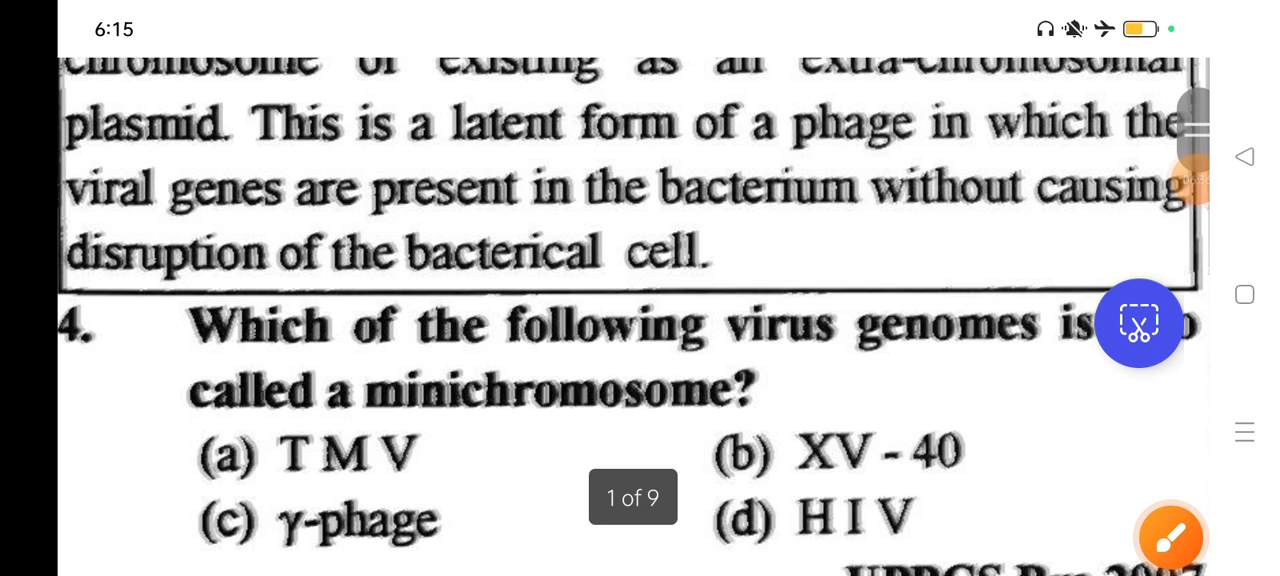 6:15
plasmid. This is a latent form of a phage in which the
viral genes are present in the bacterium without causing
disruption of the bacterical cell.
4. Which of the following virus genomes is
called a minichromosome?
(a) T M V (b) XV - 40
1 of 9
(c) γ-phage (d) H I V